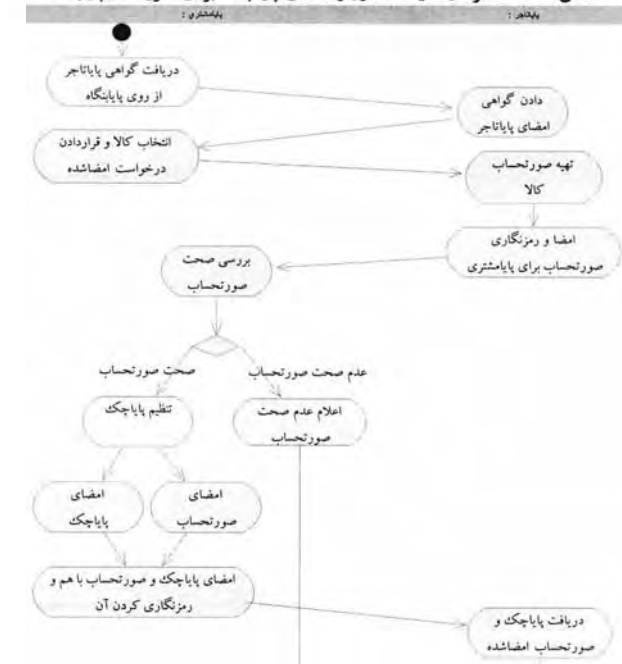 پایامشتری :
پایاتاجر :
دریافت گواهی پایاتاجر
از روی پایابنگاه
دادن گواهی
امضای پایاتاجر
انتخاب کالا و قراردادن
درخواست امضاشده
تهیه صورتحساب
کالا
امضا و رمزنگاری
صورتحساب برای پایامشتری
بررسی صحت
صورتحساب
صحت صورتحساب
عدم صحت صورتحساب
تنظیم پایاچک
اعلام عدم صحت
صورتحساب
امضای
پایاچک
امضای
صورتحساب
امضای پایاچک و صورتحساب با هم و
رمزنگاری کردن آن
دریافت پایاچک و
صورتحساب امضاشده